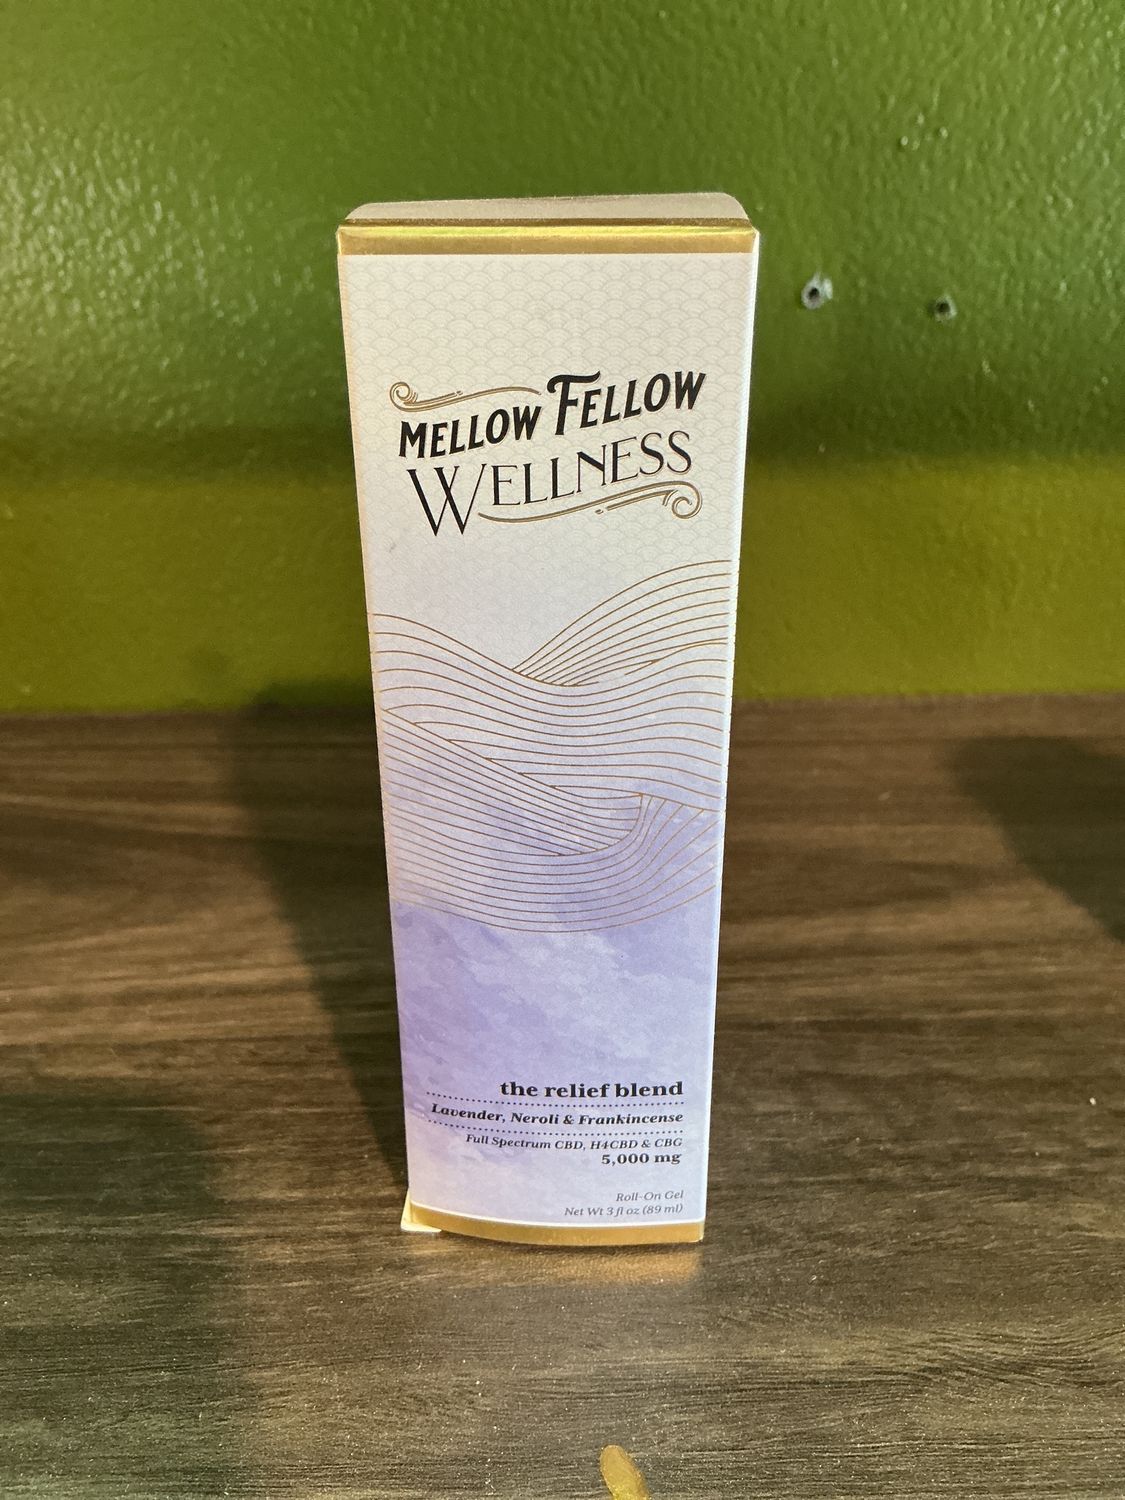 MELLOW FELLOW
WELLNESS
the relief blend
Lavender, Neroli & Frankincense
Full Spectrum CBD, H4CBD & CBG
5,000 mg
Roll-On Gel
Net Wt 3 fl oz (89 ml)